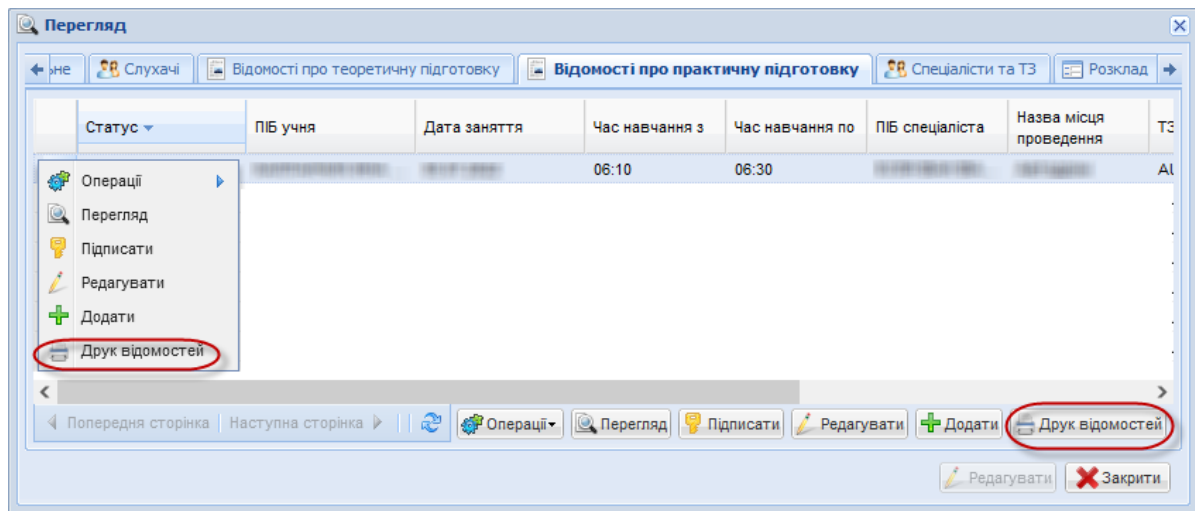 Перегляд
ьне Слухачі Відомості про теоретичну підготовку Відомості про практичну підготовку Спеціалісти та ТЗ Розклад
Статус ПІБ учня Дата заняття Час навчання з Час навчання по ПІБ спеціаліста Назва місця проведення ТЗ
06:10 06:30
Операції
Перегляд
Підписати
Редагувати
Додати
Друк відомостей
Попередня сторінка Наступна сторінка Операції Перегляд Підписати Редагувати Додати Друк відомостей
Редагувати Закрити